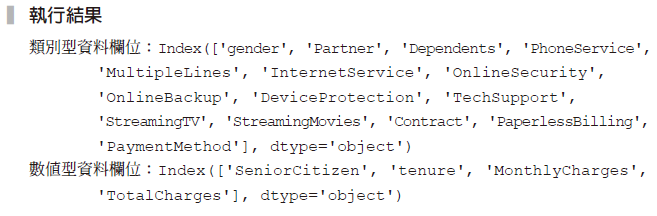 執行結果
類別型資料欄位：Index(['gender', 'Partner', 'Dependents', 'PhoneService',
'MultipleLines', 'InternetService', 'OnlineSecurity',
'OnlineBackup', 'DeviceProtection', 'TechSupport',
'StreamingTV', 'StreamingMovies', 'Contract', 'PaperlessBilling',
'PaymentMethod'], dtype='object')
數值型資料欄位：Index(['SeniorCitizen', 'tenure', 'MonthlyCharges',
'TotalCharges'], dtype='object')